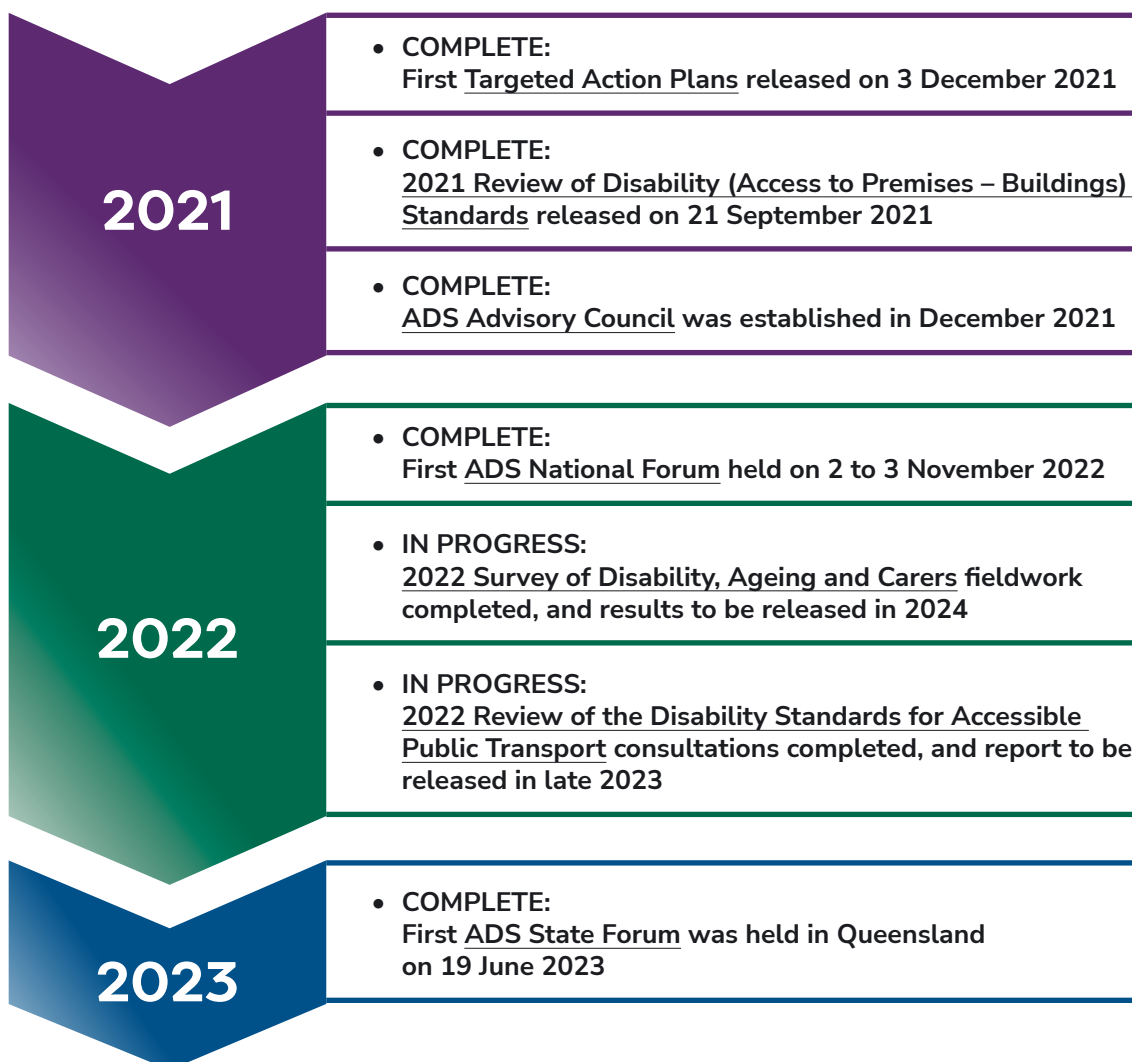 2021
• COMPLETE:
First Targeted Action Plans released on 3 December 2021
• COMPLETE:
2021 Review of Disability (Access to Premises – Buildings)
Standards released on 21 September 2021
• COMPLETE:
ADS Advisory Council was established in December 2021
2022
• COMPLETE:
First ADS National Forum held on 2 to 3 November 2022
• IN PROGRESS:
2022 Survey of Disability, Ageing and Carers fieldwork
completed, and results to be released in 2024
• IN PROGRESS:
2022 Review of the Disability Standards for Accessible
Public Transport consultations completed, and report to be
released in late 2023
2023
• COMPLETE:
First ADS State Forum was held in Queensland
on 19 June 2023